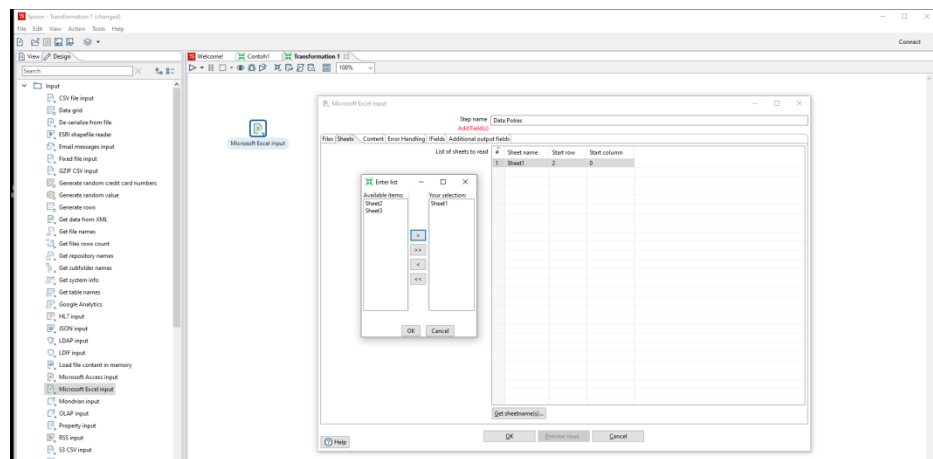 Spoon - Transformation 1 (changed)
File Edit View Action Tools Help
Connect
View Design
Welcome! Contoh1 Transformation 1
Search
100%
Input
CSV file input
Data grid
De-serialize from file
ESRI shapefile reader
Email messages input
Fixed file input
GZIP CSV input
Generate random credit card numbers
Generate random value
Generate rows
Get data from XML
Get file names
Get files rows count
Get repository names
Get subfolder names
Get system info
Get table names
Google Analytics
HL7 input
JSON input
LDAP input
LDIF input
Load file content in memory
Microsoft Access input
Microsoft Excel input
Mondrian input
OLAP input
Property input
RSS input
S3 CSV input
Microsoft Excel input
Microsoft Excel input
Step name Data Polres
Add Field(s)
Files Sheets Content Error Handling !Fields Additional output fields
List of sheets to read # Sheet name Start row Start column
1 Sheet1 2 0
Enter list
Available items: Your selection:
Sheet2 Sheet1
Sheet3
>
>>
<
<<
OK Cancel
Get sheetname(s)...
Help
OK Preview rows Cancel